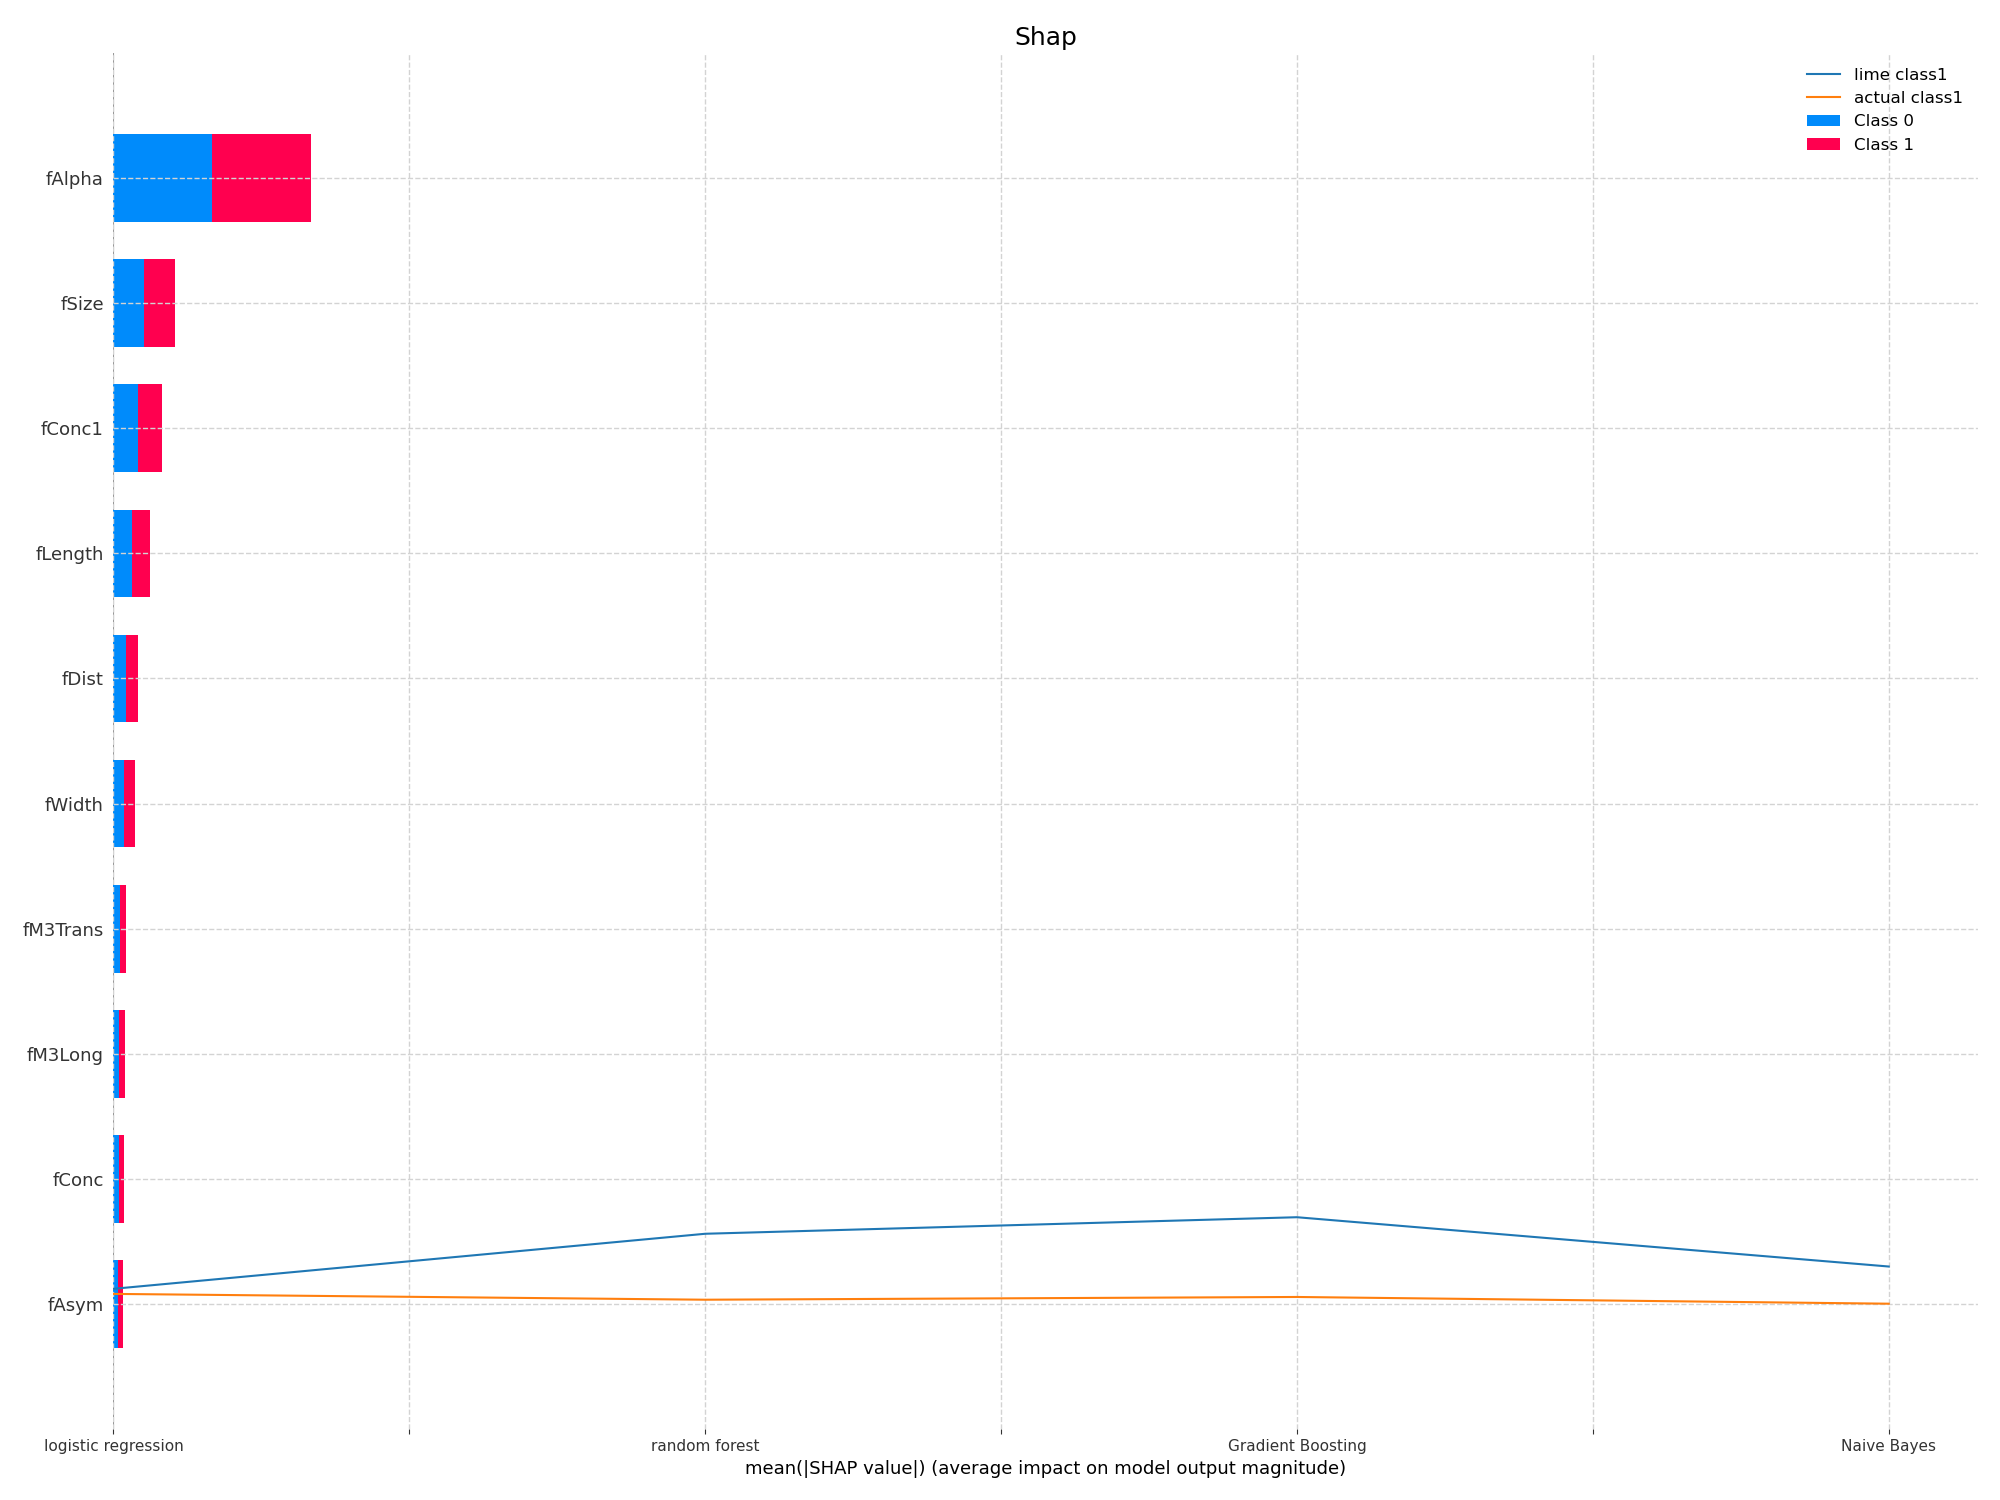 Shap
lime class1
actual class1
Class 0
Class 1
fAlpha
fSize
fConc1
fLength
fDist
fWidth
fM3Trans
fM3Long
fConc
fAsym
logistic regression
random forest
Gradient Boosting
Naive Bayes
mean(|SHAP value|) (average impact on model output magnitude)